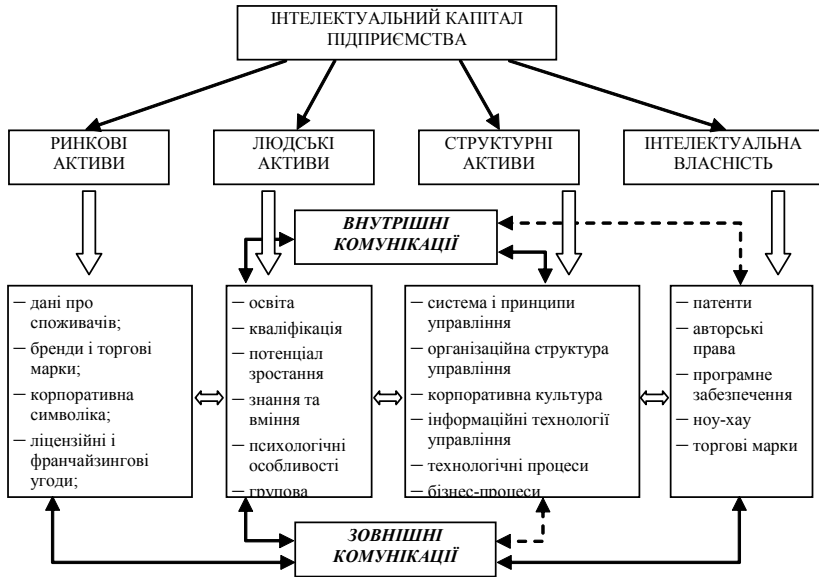 ІНТЕЛЕКТУАЛЬНИЙ КАПІТАЛ
ПІДПРИЄМСТВА
РИНКОВІ
АКТИВИ
ЛЮДСЬКІ
АКТИВИ
СТРУКТУРНІ
АКТИВИ
ІНТЕЛЕКТУАЛЬНА
ВЛАСНІСТЬ
ВНУТРІШНІ
КОМУНІКАЦІЇ
– дані про
споживачів;
– бренди і торгові
марки;
– корпоративна
символіка;
– ліцензійні і
франчайзингові
угоди;
– освіта
– кваліфікація
– потенціал
зростання
– знання та
вміння
– психологічні
особливості
– групова
– система і принципи
управління
– організаційна структура
управління
– корпоративна культура
– інформаційні технології
управління
– технологічні процеси
– бізнес-процеси
– патенти
– авторські
права
– програмне
забезпечення
– ноу-хау
– торгові марки
ЗОВНІШНІ
КОМУНІКАЦІЇ